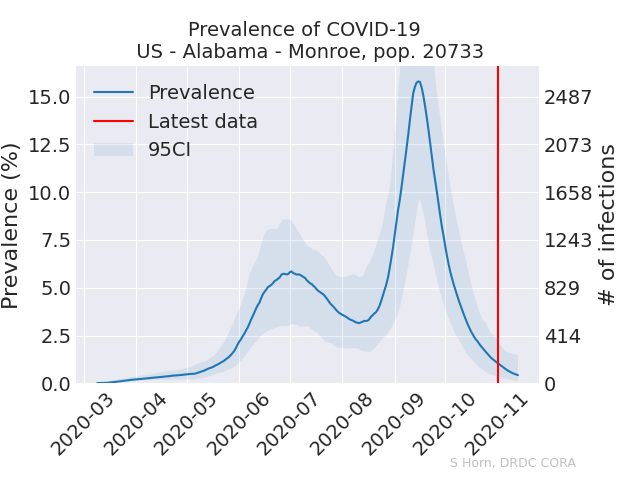 Prevalence of COVID-19
US - Alabama - Monroe, pop. 20733
Prevalence
Latest data
95CI
Prevalence (%)
15.0
12.5
10.0
7.5
5.0
2.5
0.0
2487
2073
1658
1243
829
414
0
# of infections
2020-03
2020-04
2020-05
2020-06
2020-07
2020-08
2020-09
2020-10
2020-11
S Horn, DRDC CORA